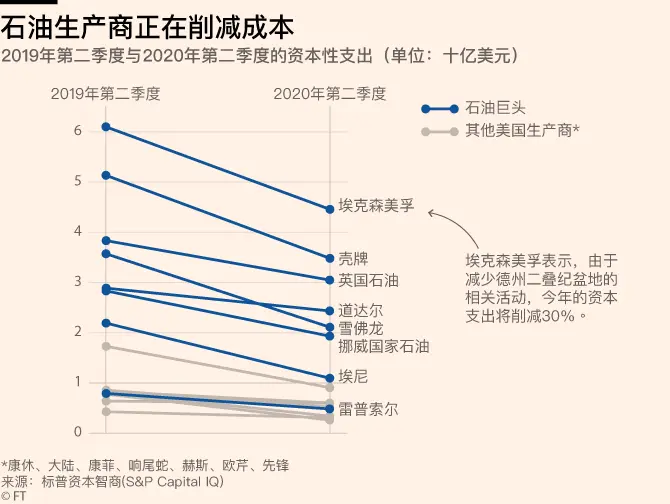 石油生产商正在削减成本
2019年第二季度与2020年第二季度的资本性支出（单位：十亿美元）
2019年第二季度
2020年第二季度
石油巨头
其他美国生产商*
6
5
4
3
2
1
0
埃克森美孚
壳牌
英国石油
道达尔
雪佛龙
挪威国家石油
埃尼
雷普索尔
埃克森美孚表示，由于
减少德州二叠纪盆地的
相关活动，今年的资本
支出将削减30%。
*康休、大陆、康菲、响尾蛇、赫斯、欧芹、先锋
来源：标普资本智商(S&P Capital IQ)
© FT